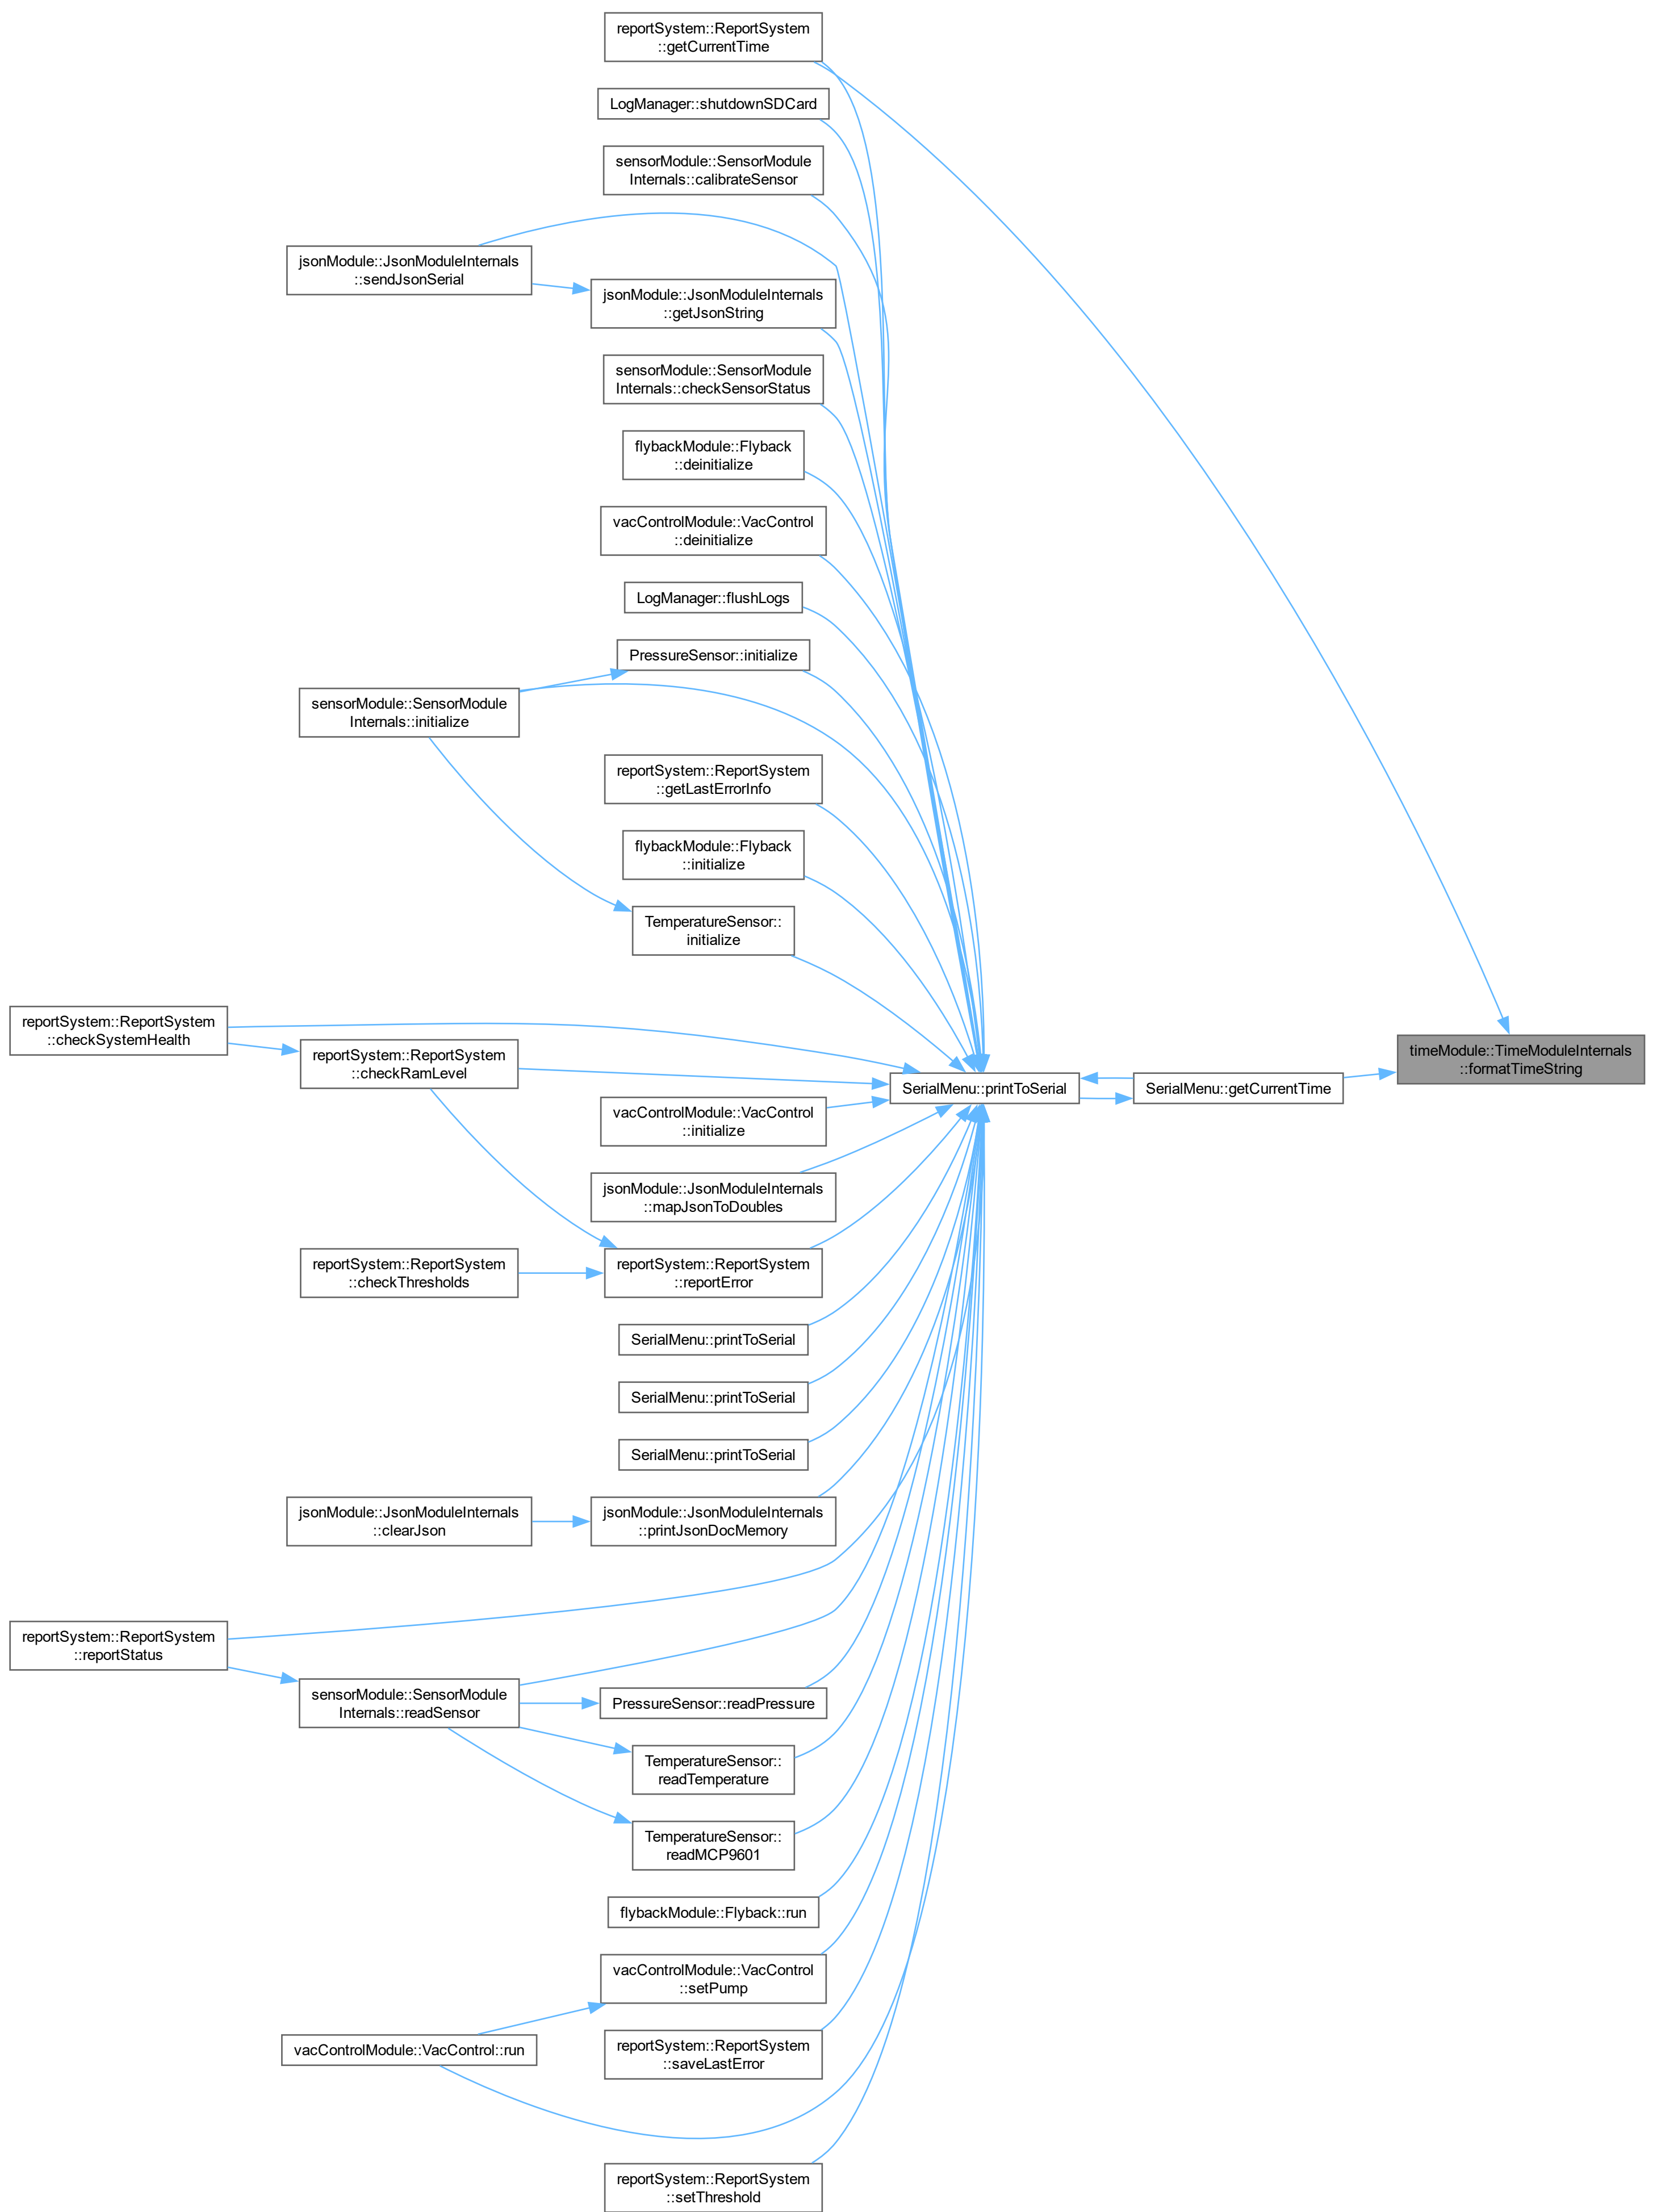 reportSystem::ReportSystem
::getCurrentTime
LogManager::shutdownSDCard
sensorModule::SensorModule
Internals::calibrateSensor
jsonModule::JsonModuleInternals
::sendJsonSerial
jsonModule::JsonModuleInternals
::getJsonString
sensorModule::SensorModule
Internals::checkSensorStatus
flybackModule::Flyback
::deinitialize
vacControlModule::VacControl
::deinitialize
LogManager::flushLogs
PressureSensor::initialize
sensorModule::SensorModule
Internals::initialize
reportSystem::ReportSystem
::getLastErrorInfo
flybackModule::Flyback
::initialize
TemperatureSensor::
initialize
reportSystem::ReportSystem
::checkSystemHealth
reportSystem::ReportSystem
::checkRamLevel
timeModule::TimeModuleInternals
::formatTimeString
SerialMenu::printToSerial
SerialMenu::getCurrentTime
vacControlModule::VacControl
::initialize
jsonModule::JsonModuleInternals
::mapJsonToDoubles
reportSystem::ReportSystem
::checkThresholds
reportSystem::ReportSystem
::reportError
SerialMenu::printToSerial
SerialMenu::printToSerial
SerialMenu::printToSerial
jsonModule::JsonModuleInternals
::clearJson
jsonModule::JsonModuleInternals
::printJsonDocMemory
reportSystem::ReportSystem
::reportStatus
sensorModule::SensorModule
Internals::readSensor
PressureSensor::readPressure
TemperatureSensor::
readTemperature
TemperatureSensor::
readMCP9601
flybackModule::Flyback::run
vacControlModule::VacControl
::setPump
vacControlModule::VacControl::run
reportSystem::ReportSystem
::saveLastError
reportSystem::ReportSystem
::setThreshold